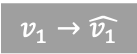 v₁ → v̂₁